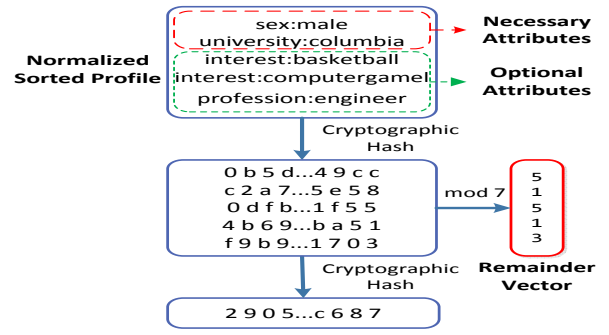 sex:male
university:columbia
interest:basketball
interest:computergamel
profession:engineer
Normalized
Sorted Profile
Necessary
Attributes
Optional
Attributes
Cryptographic
Hash
0 b 5 d...4 9 c c
c 2 a 7...5 e 5 8
0 d f b...1 f 5 5
4 b 6 9...b a 5 1
f 9 b 9...1 7 0 3
mod 7
5
1
5
1
3
Remainder
Vector
Cryptographic
Hash
2 9 0 5...c 6 8 7